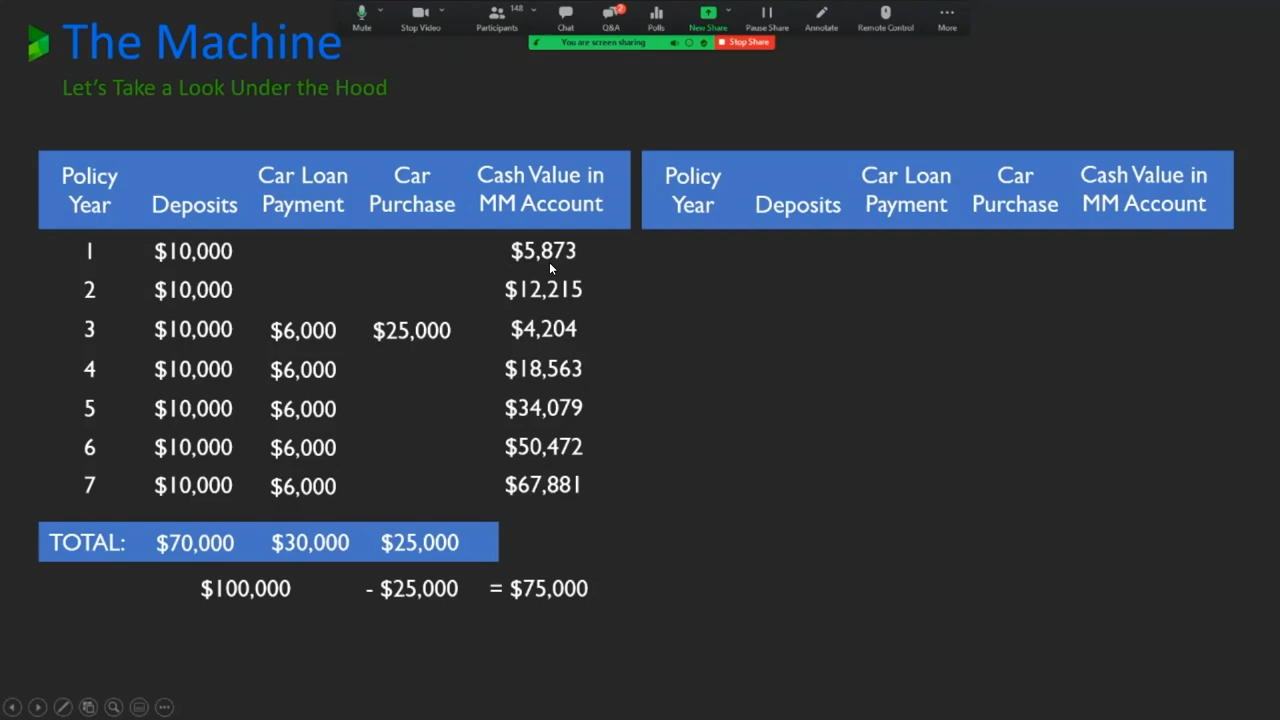 Mute
Stop Video
148
Participants
Chat
2
Q&A
Polls
New Share
Pause Share
Annotate
Remote Control
More
You are screen sharing
Stop Share
The Machine
Let's Take a Look Under the Hood
Policy Year Deposits Car Loan Payment Car Purchase Cash Value in MM Account
1 $10,000 $5,873
2 $10,000 $12,215
3 $10,000 $6,000 $25,000 $4,204
4 $10,000 $6,000 $18,563
5 $10,000 $6,000 $34,079
6 $10,000 $6,000 $50,472
7 $10,000 $6,000 $67,881
TOTAL: $70,000 $30,000 $25,000
$100,000 - $25,000 = $75,000
Policy Year Deposits Car Loan Payment Car Purchase Cash Value in MM Account